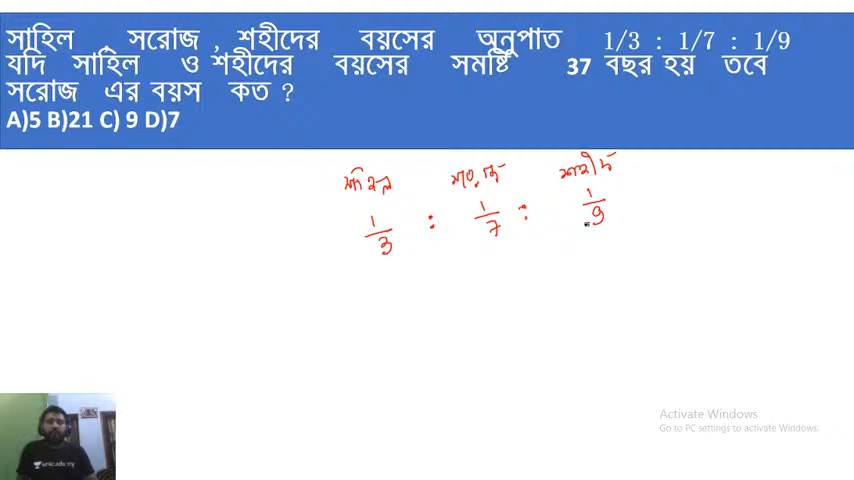 সাহিল , সরোজ , শহীদের বয়সের অনুপাত 1/3 : 1/7 : 1/9
যদি সাহিল ও শহীদের বয়সের সমষ্টি 37 বছর হয় তবে
সরোজ এর বয়স কত ?
A)5 B)21 C) 9 D)7
সাহিল সরোজ শহীদ
1/3 : 1/7 : 1/9
unacademy
Activate Windows
Go to PC settings to activate Windows.